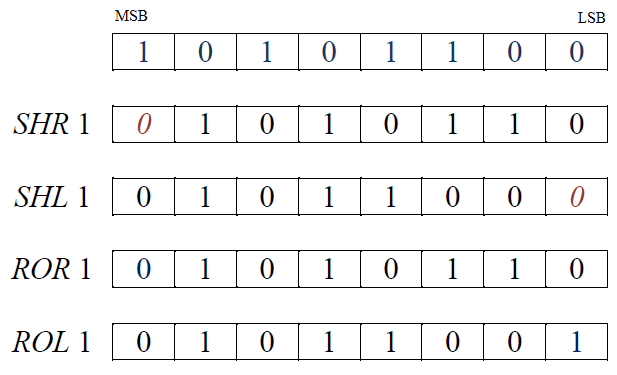 MSB LSB
1 0 1 0 1 1 0 0
SHR 1 0 1 0 1 0 1 1 0
SHL 1 0 1 0 1 1 0 0 0
ROR 1 0 1 0 1 0 1 1 0
ROL 1 0 1 0 1 1 0 0 1